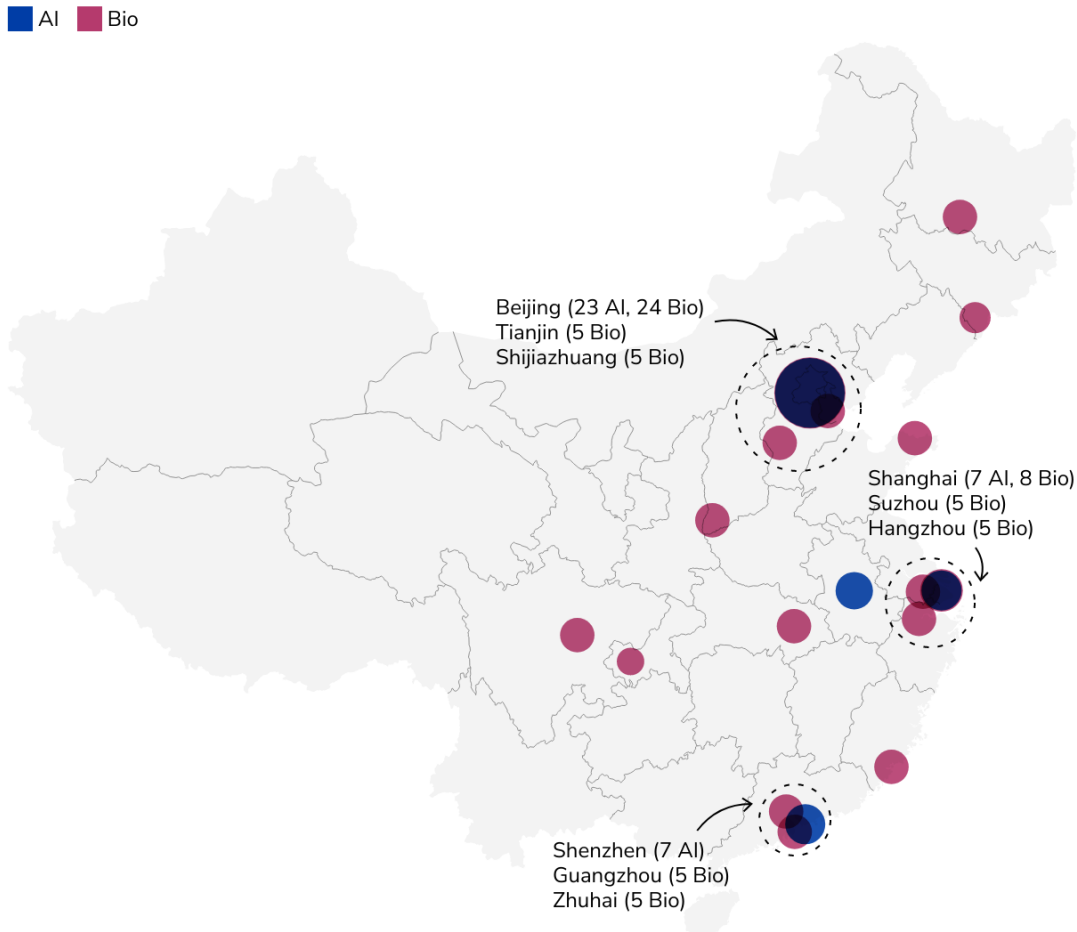 AI
Bio
Beijing (23 AI, 24 Bio)
Tianjin (5 Bio)
Shijiazhuang (5 Bio)
Shanghai (7 AI, 8 Bio)
Suzhou (5 Bio)
Hangzhou (5 Bio)
Shenzhen (7 AI)
Guangzhou (5 Bio)
Zhuhai (5 Bio)